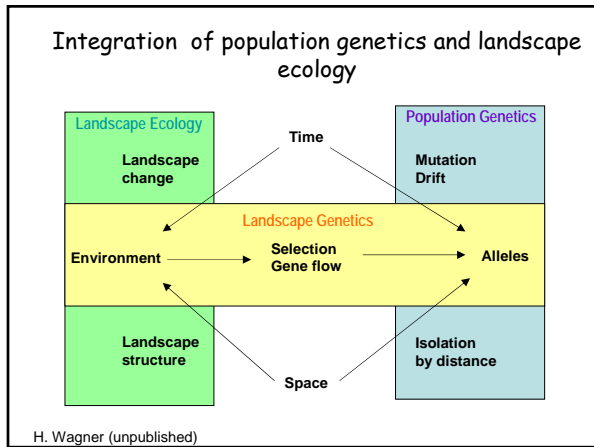 Integration of population genetics and landscape
ecology
Landscape Ecology
Population Genetics
Time
Landscape
change
Mutation
Drift
Landscape Genetics
Environment
Selection
Gene flow
Alleles
Landscape
structure
Isolation
by distance
Space
H. Wagner (unpublished)